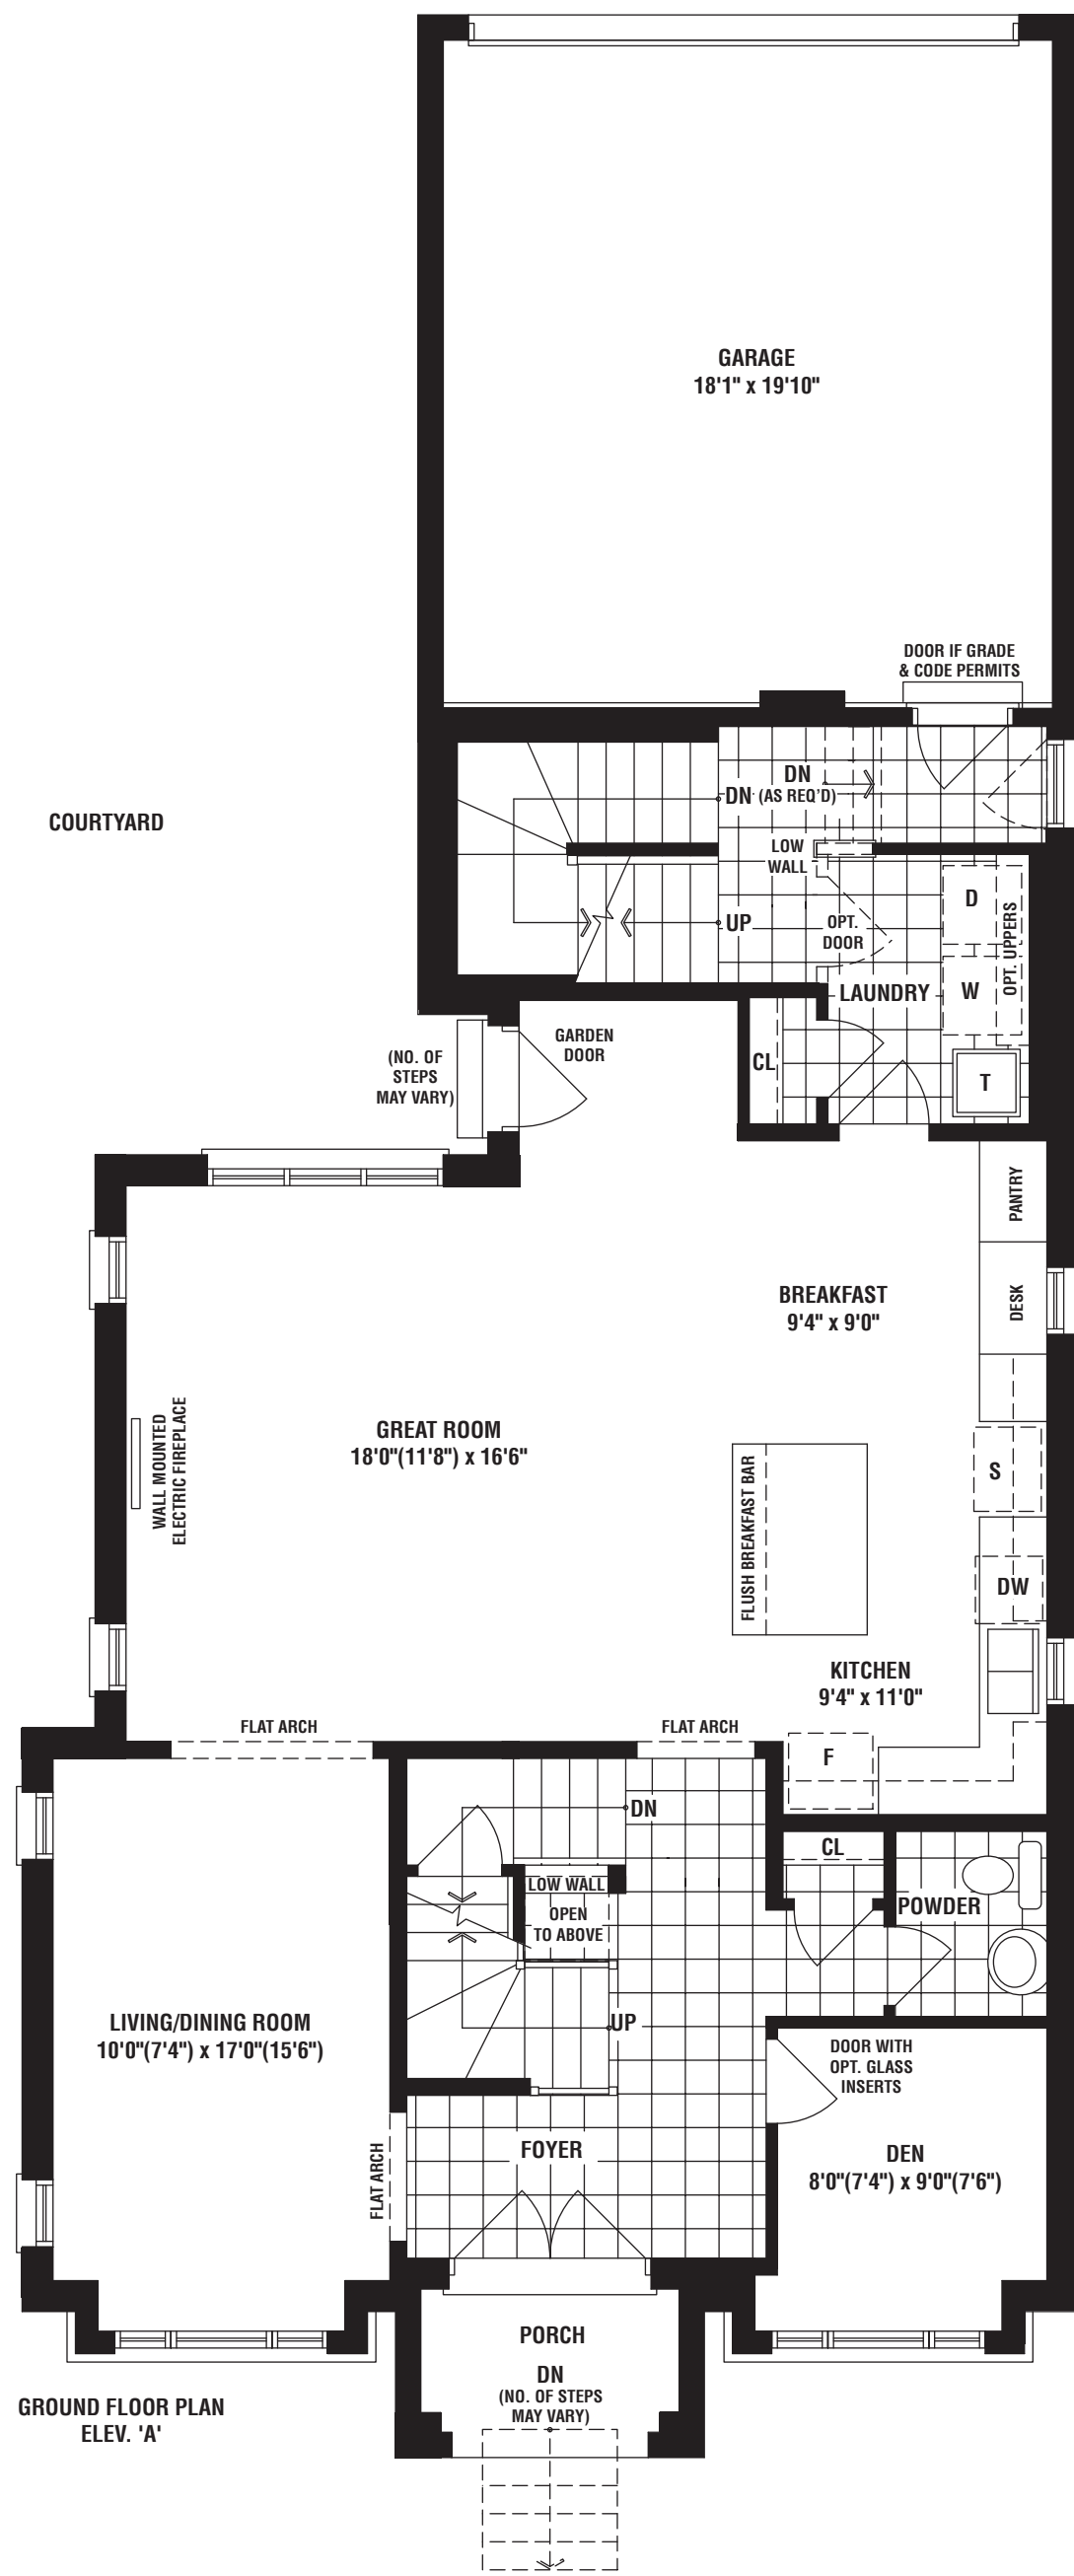 GARAGE
18'1" x 19'10"
DOOR IF GRADE
& CODE PERMITS
COURTYARD
DN
DN (AS REQ'D)
LOW
WALL
UP
OPT.
DOOR
D
W
OPT. UPPERS
LAUNDRY
T
CL
GARDEN
DOOR
(NO. OF
STEPS
MAY VARY)
PANTRY
DESK
BREAKFAST
9'4" x 9'0"
GREAT ROOM
18'0"(11'8") x 16'6"
WALL MOUNTED
ELECTRIC FIREPLACE
FLUSH BREAKFAST BAR
S
DW
KITCHEN
9'4" x 11'0"
F
FLAT ARCH
FLAT ARCH
DN
LOW WALL
OPEN
TO ABOVE
CL
POWDER
UP
LIVING/DINING ROOM
10'0"(7'4") x 17'0"(15'6")
DOOR WITH
OPT. GLASS
INSERTS
FOYER
FLAT ARCH
DEN
8'0"(7'4") x 9'0"(7'6")
PORCH
DN
(NO. OF STEPS
MAY VARY)
GROUND FLOOR PLAN
ELEV. 'A'